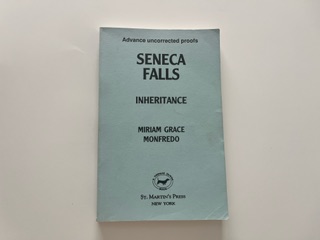 Advance uncorrected proofs
SENECA
FALLS
INHERITANCE
MIRIAM GRACE
MONFREDO
ST. MARTIN'S PRESS
NEW YORK